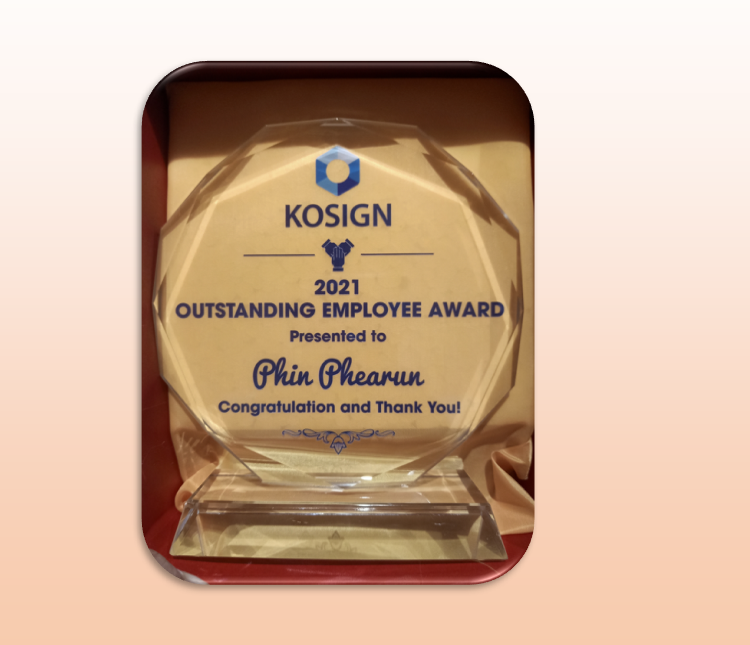 KOSIGN
2021
OUTSTANDING EMPLOYEE AWARD
Presented to
Phin Phearun
Congratulation and Thank You!